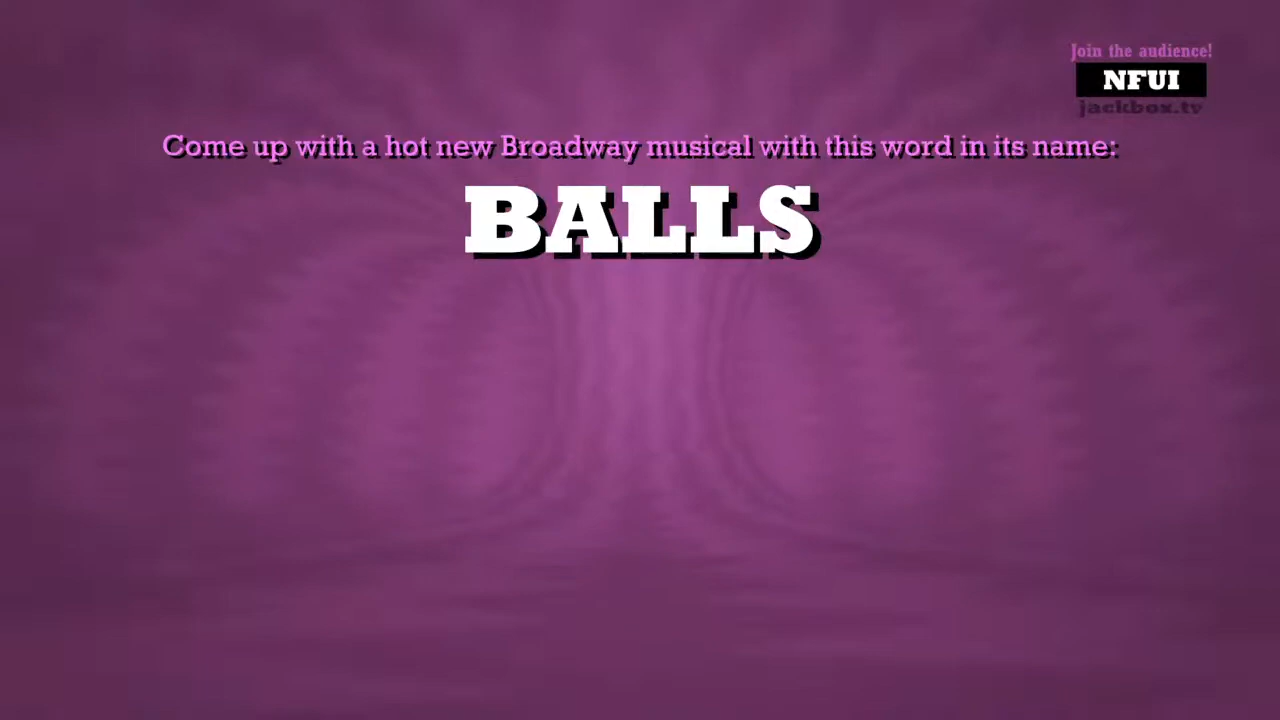 Join the audience!
NFUI
jackbox.tv
Come up with a hot new Broadway musical with this word in its name:
BALLS